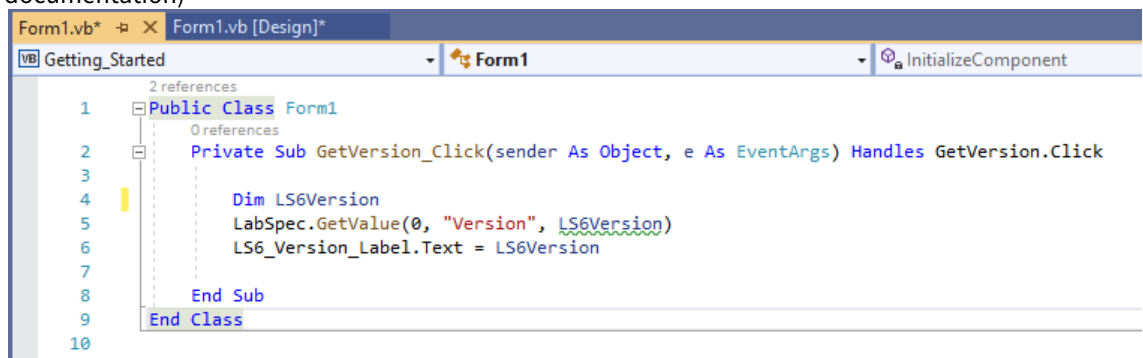 documentation)
Form1.vb* Form1.vb [Design]*
VB Getting_Started Form1 InitializeComponent
2 references
1 Public Class Form1
0 references
2 Private Sub GetVersion_Click(sender As Object, e As EventArgs) Handles GetVersion.Click
3
4 Dim LS6Version
5 LabSpec.GetValue(0, "Version", LS6Version)
6 LS6_Version_Label.Text = LS6Version
7
8 End Sub
9 End Class
10